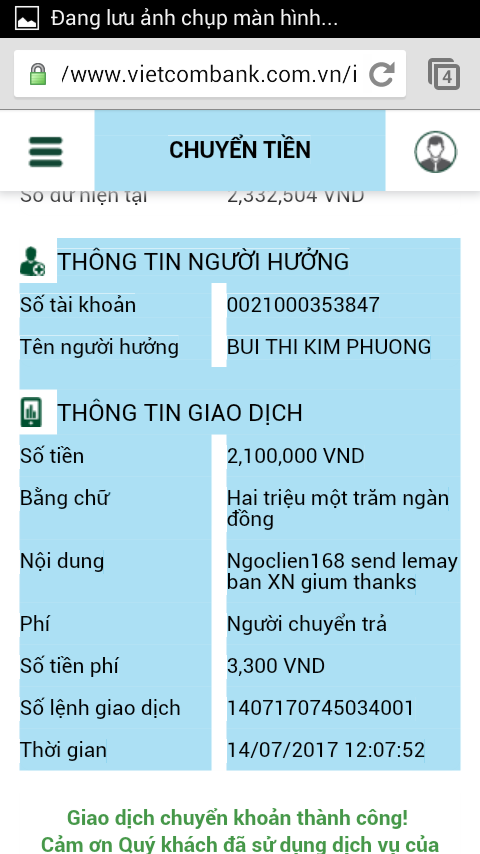 Đang lưu ảnh chụp màn hình...
/www.vietcombank.com.vn/i
4
CHUYỂN TIỀN
Số dư hiện tại 2,332,504 VND
THÔNG TIN NGƯỜI HƯỞNG
Số tài khoản 0021000353847
Tên người hưởng BUI THI KIM PHUONG
THÔNG TIN GIAO DỊCH
Số tiền 2,100,000 VND
Bằng chữ Hai triệu một trăm ngàn
đồng
Nội dung Ngoclien168 send lemay
ban XN gium thanks
Phí Người chuyển trả
Số tiền phí 3,300 VND
Số lệnh giao dịch 1407170745034001
Thời gian 14/07/2017 12:07:52
Giao dịch chuyển khoản thành công!
Cảm ơn Quý khách đã sử dụng dịch vụ của